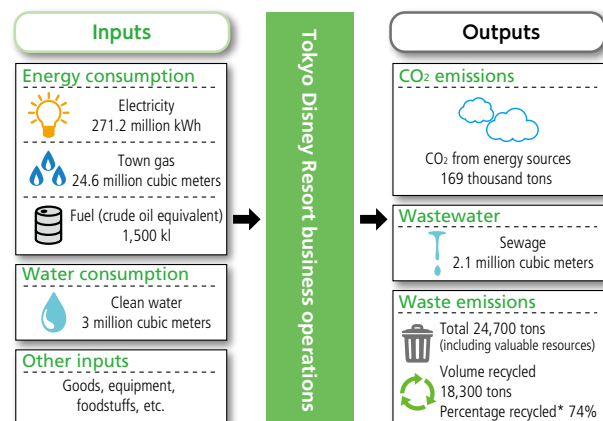 Inputs
Energy consumption
Electricity
271.2 million kWh
Town gas
24.6 million cubic meters
Fuel (crude oil equivalent)
1,500 kl
Water consumption
Clean water
3 million cubic meters
Other inputs
Goods, equipment,
foodstuffs, etc.
Tokyo Disney Resort business operations
Outputs
CO₂ emissions
CO₂ from energy sources
169 thousand tons
Wastewater
Sewage
2.1 million cubic meters
Waste emissions
Total 24,700 tons
(including valuable resources)
Volume recycled
18,300 tons
Percentage recycled* 74%